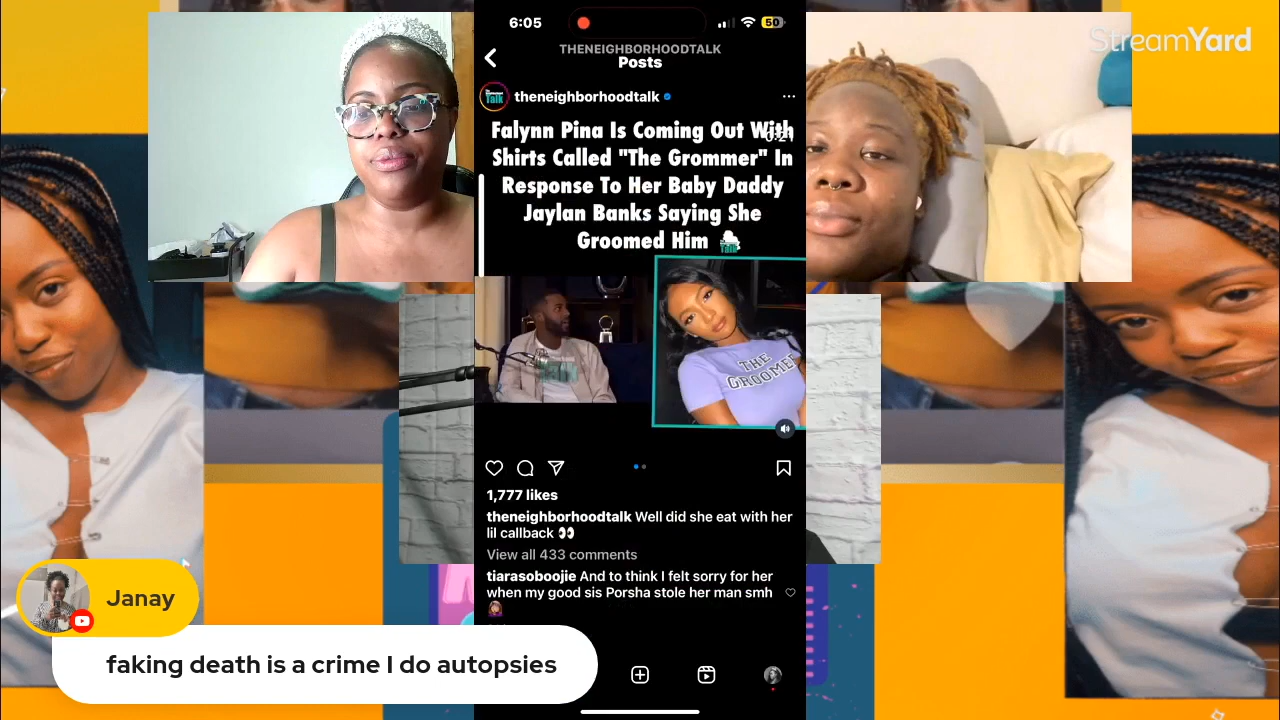 6:05
50
StreamYard
THENEIGHBORHOODTALK
Posts
Talk
theneighborhoodtalk
Falynn Pina Is Coming Out With
Shirts Called "The Grommer" In
Response To Her Baby Daddy
Jaylan Banks Saying She
Groomed Him
THE
GROOMER
1,777 likes
theneighborhoodtalk Well did she eat with her
lil callback 👀
View all 433 comments
tiarasoboojie And to think I felt sorry for her
when my good sis Porsha stole her man smh
🤦🏾‍♀️
Janay
faking death is a crime I do autopsies